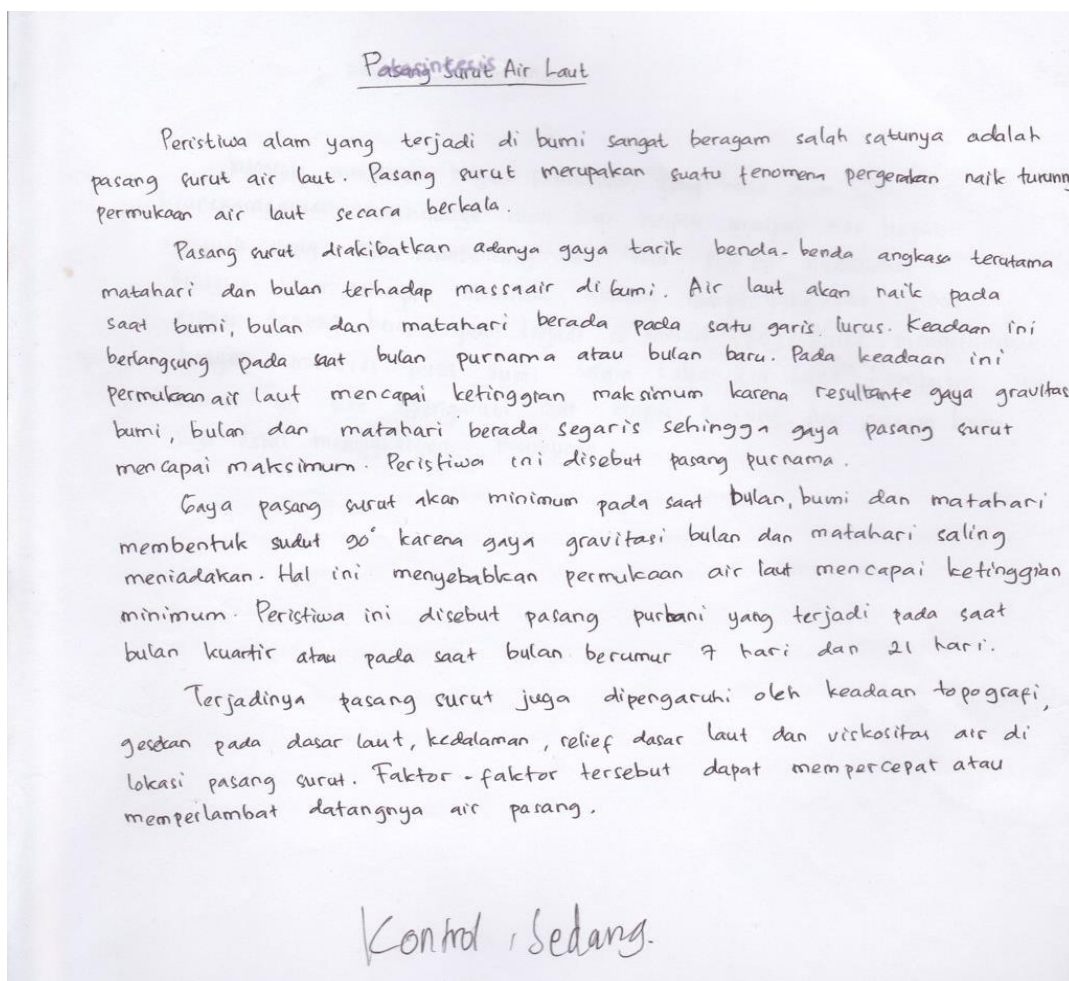 Pasang Surut Air Laut
Peristiwa alam yang terjadi di bumi sangat beragam salah satunya adalah
pasang surut air laut. Pasang surut merupakan suatu fenomena pergerakan naik turunn
permukaan air laut secara berkala.
Pasang surut diakibatkan adanya gaya tarik benda-benda angkasa terutama
matahari dan bulan terhadap massa air di bumi. Air laut akan naik pada
saat bumi, bulan dan matahari berada pada satu garis lurus. Keadaan ini
berlangsung pada saat bulan purnama atau bulan baru. Pada keadaan ini
permukaan air laut mencapai ketinggian maksimum karena resultante gaya gravitas
bumi, bulan dan matahari berada segaris sehingga gaya pasang surut
mencapai maksimum. Peristiwa ini disebut pasang purnama.
Gaya pasang surut akan minimum pada saat bulan, bumi dan matahari
membentuk sudut 90° karena gaya gravitasi bulan dan matahari saling
meniadakan. Hal ini menyebabkan permukaan air laut mencapai ketinggian
minimum. Peristiwa ini disebut pasang purbani yang terjadi pada saat
bulan kuartir atau pada saat bulan berumur 7 hari dan 21 hari.
Terjadinya pasang surut juga dipengaruhi oleh keadaan topografi,
gesekan pada dasar laut, kedalaman, relief dasar laut dan viskositas air di
lokasi pasang surut. Faktor-faktor tersebut dapat mempercepat atau
memperlambat datangnya air pasang.
Kontrol, Sedang.